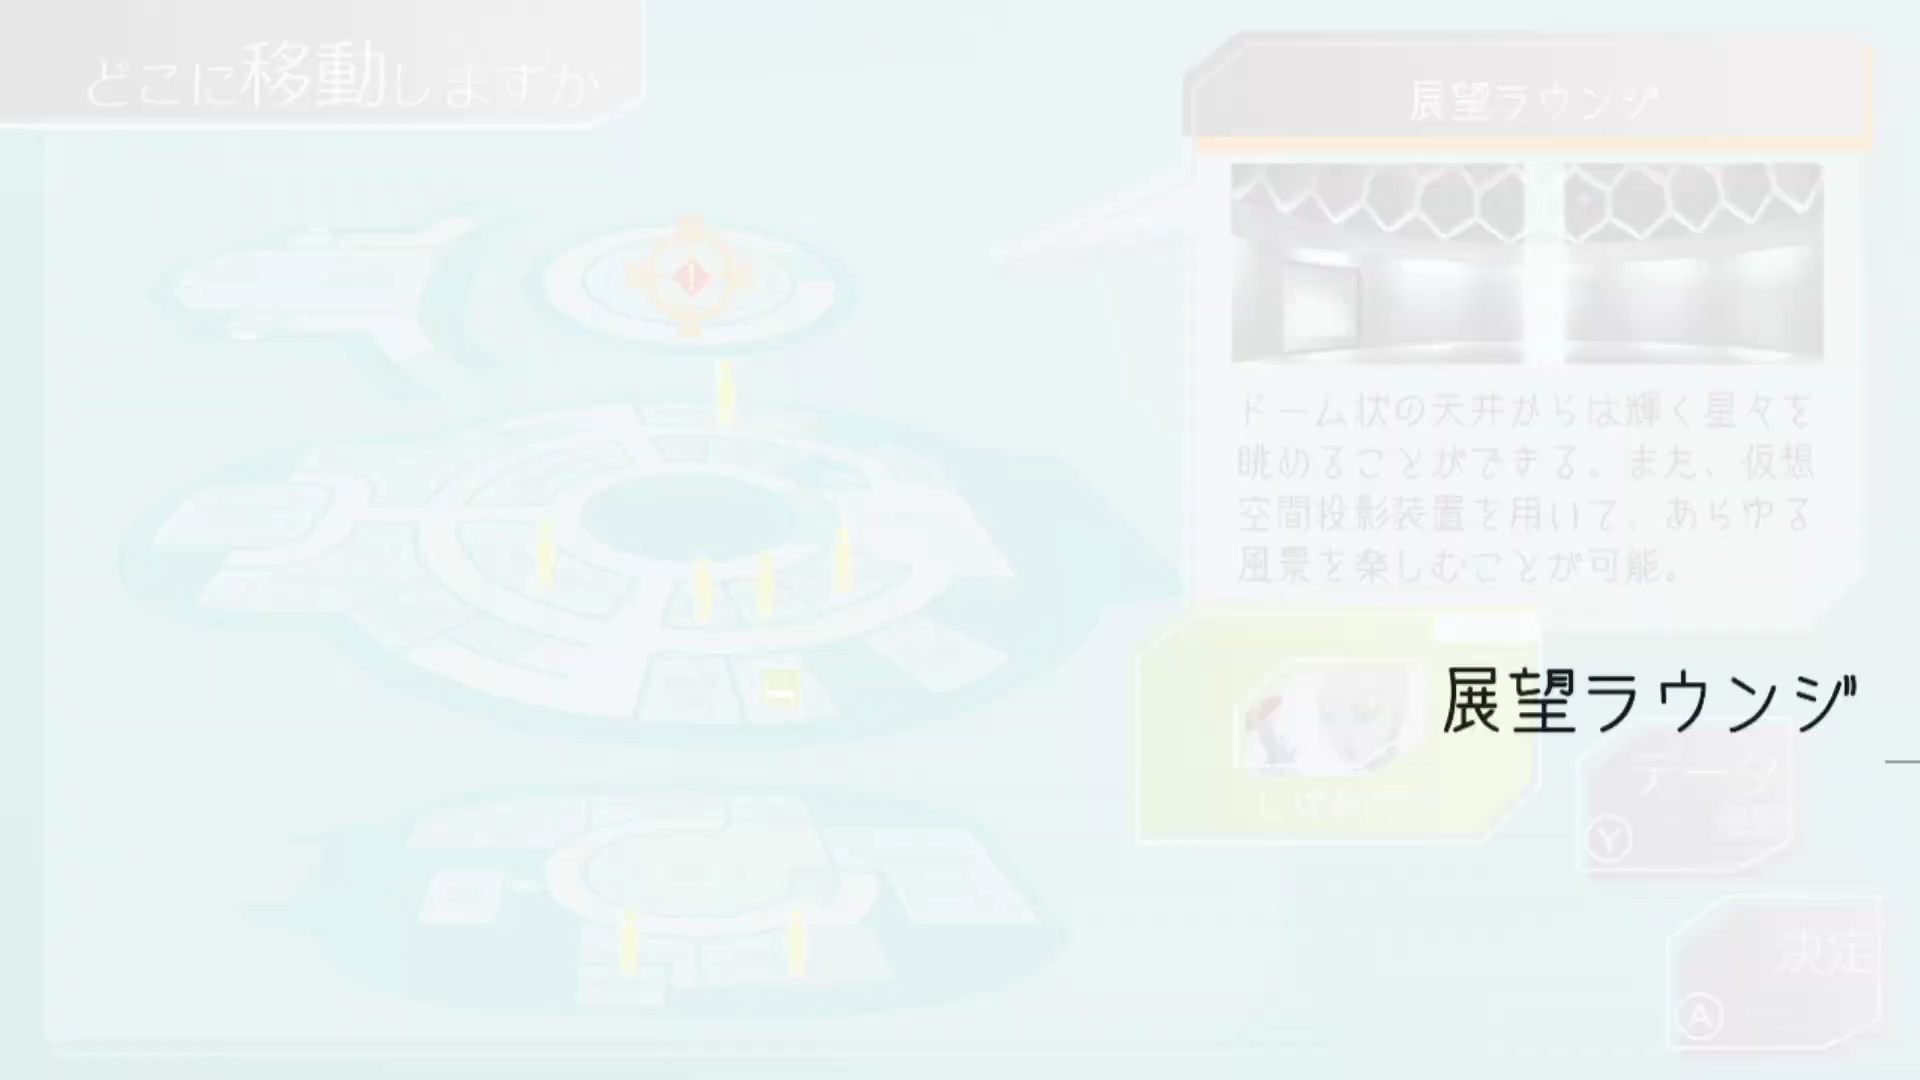 どこに移動しますか
展望ラウンジ
ドーム状の天井からは輝く星々を
眺めることができる。また、仮想
空間投影装置を用いて、あらゆる
風景を楽しむことが可能。
展望ラウンジ
データ
Y
決定
A